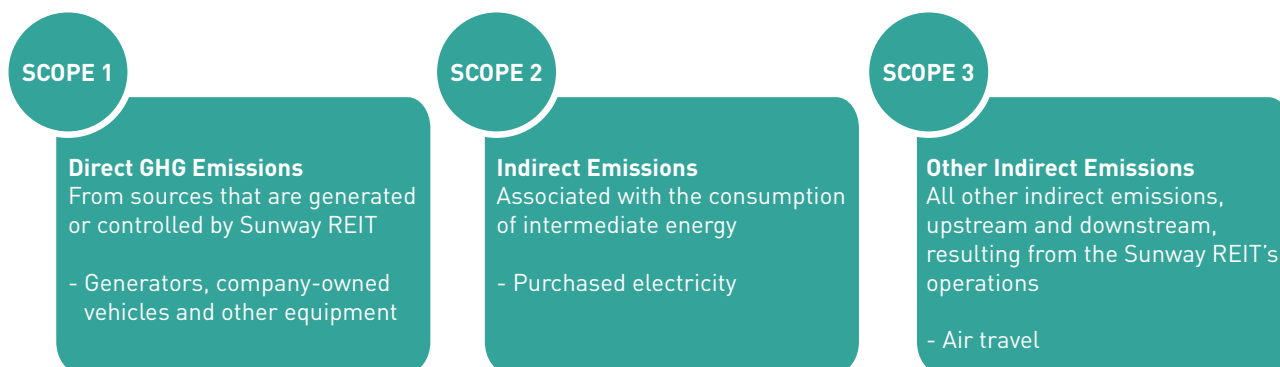 SCOPE 1
Direct GHG Emissions
From sources that are generated
or controlled by Sunway REIT
- Generators, company-owned
vehicles and other equipment
SCOPE 2
Indirect Emissions
Associated with the consumption
of intermediate energy
- Purchased electricity
SCOPE 3
Other Indirect Emissions
All other indirect emissions,
upstream and downstream,
resulting from the Sunway REIT's
operations
- Air travel